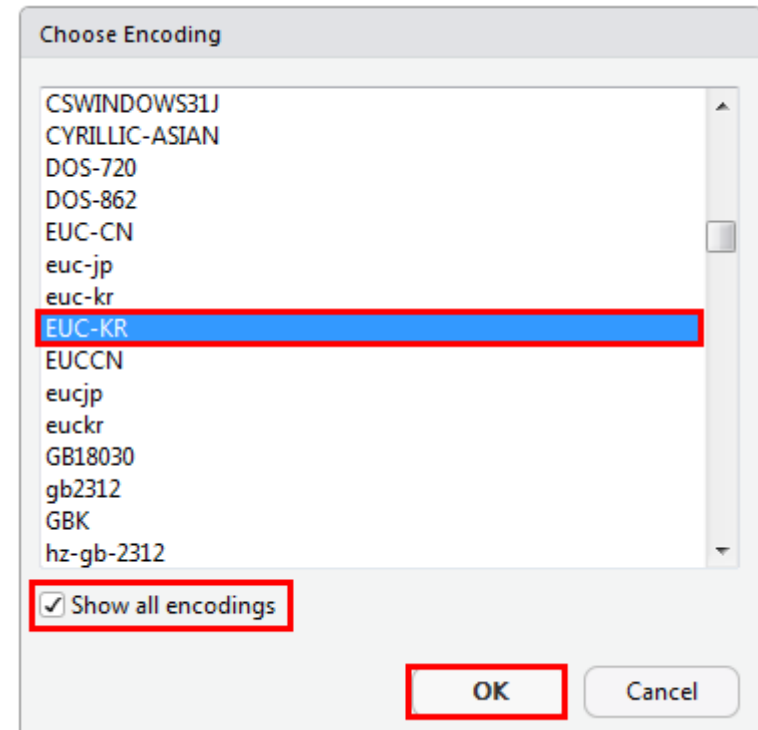 Choose Encoding
CSWINDOWS31J
CYRILLIC-ASIAN
DOS-720
DOS-862
EUC-CN
euc-jp
euc-kr
EUC-KR
EUCCN
eucjp
euckr
GB18030
gb2312
GBK
hz-gb-2312
Show all encodings
OK Cancel